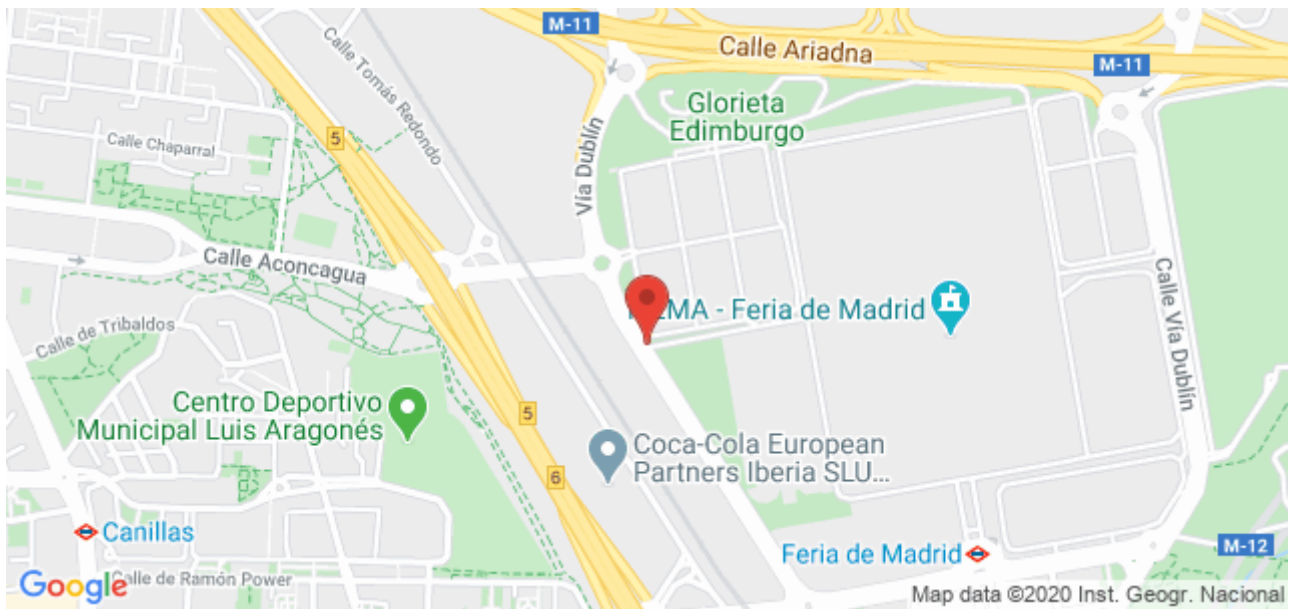 M-11
Calle Ariadna
M-11
Calle Tomás Redondo
Glorieta
Edimburgo
5
Calle Chaparral
Vía Dublín
Calle Aconcagua
Calle Vía Dublín
- Feria de Madrid
Calle de Tribaldos
Centro Deportivo
Municipal Luis Aragonés
5
Coca-Cola European
Partners Iberia SLU...
6
Canillas
Feria de Madrid
M-12
Google
Calle de Ramón Power
Map data ©2020 Inst. Geogr. Nacional